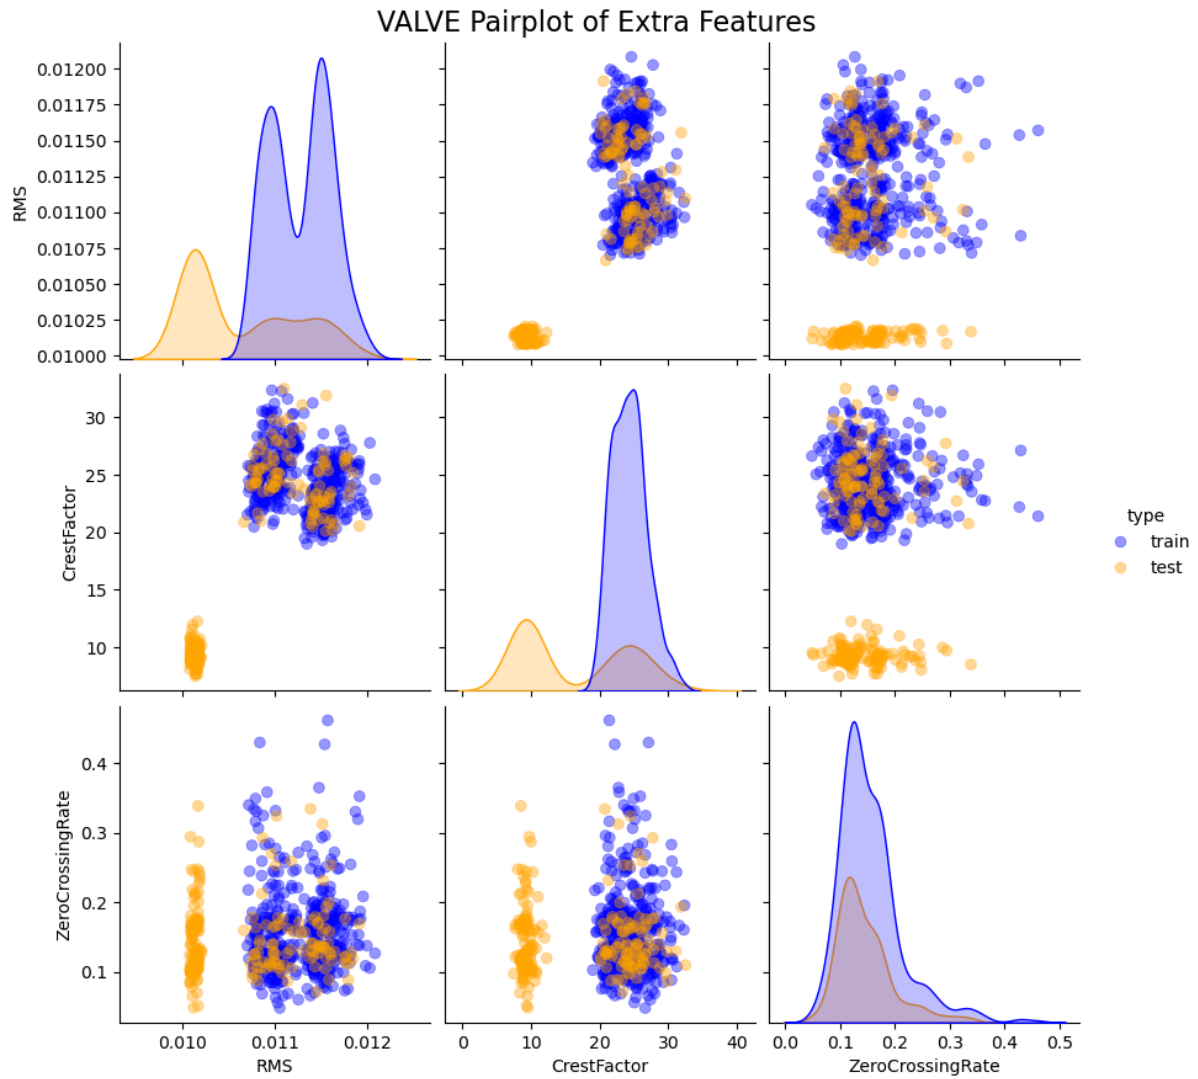 VALVE Pairplot of Extra Features
0.01200
0.01175
0.01150
0.01125
0.01100
0.01075
0.01050
0.01025
0.01000
RMS
30
25
20
15
10
CrestFactor
type
train
test
0.4
0.3
0.2
0.1
ZeroCrossingRate
0.010 0.011 0.012
RMS
0 10 20 30 40
CrestFactor
0.0 0.1 0.2 0.3 0.4 0.5
ZeroCrossingRate